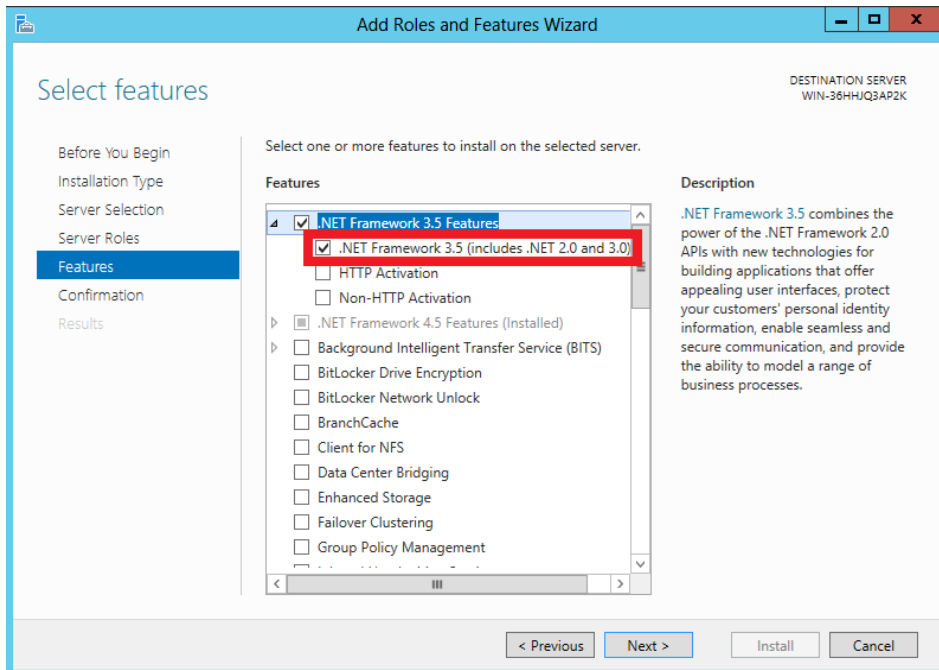 Add Roles and Features Wizard
Select features
DESTINATION SERVER
WIN-36HHJQ3AP2K
Before You Begin
Installation Type
Server Selection
Server Roles
Features
Confirmation
Results
Select one or more features to install on the selected server.
Features
.NET Framework 3.5 Features
.NET Framework 3.5 (includes .NET 2.0 and 3.0)
HTTP Activation
Non-HTTP Activation
.NET Framework 4.5 Features (Installed)
Background Intelligent Transfer Service (BITS)
BitLocker Drive Encryption
BitLocker Network Unlock
BranchCache
Client for NFS
Data Center Bridging
Enhanced Storage
Failover Clustering
Group Policy Management
Description
.NET Framework 3.5 combines the
power of the .NET Framework 2.0
APIs with new technologies for
building applications that offer
appealing user interfaces, protect
your customers' personal identity
information, enable seamless and
secure communication, and provide
the ability to model a range of
business processes.
< Previous
Next >
Install
Cancel